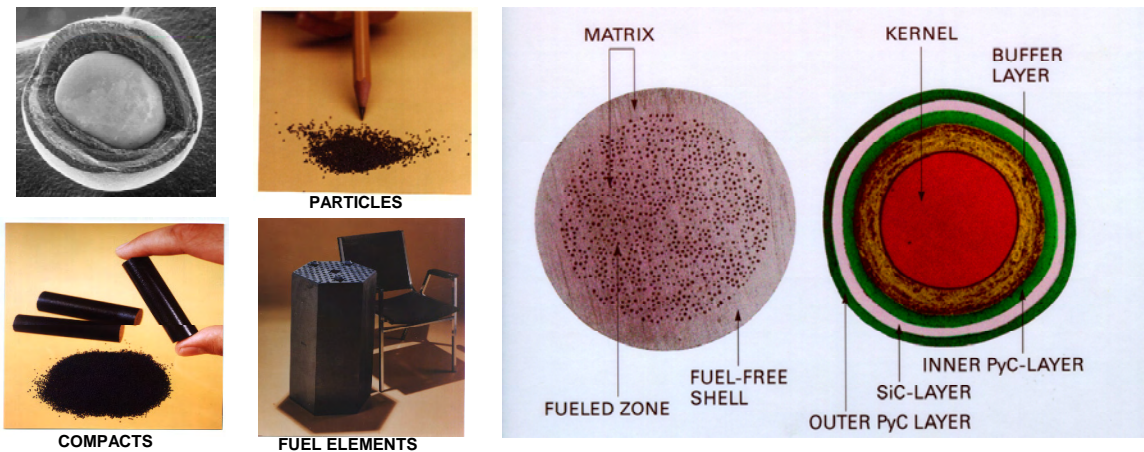 PARTICLES
COMPACTS
FUEL ELEMENTS
MATRIX
KERNEL
BUFFER
LAYER
FUEL-FREE
SHELL
FUELED ZONE
INNER PyC-LAYER
SiC-LAYER
OUTER PyC LAYER